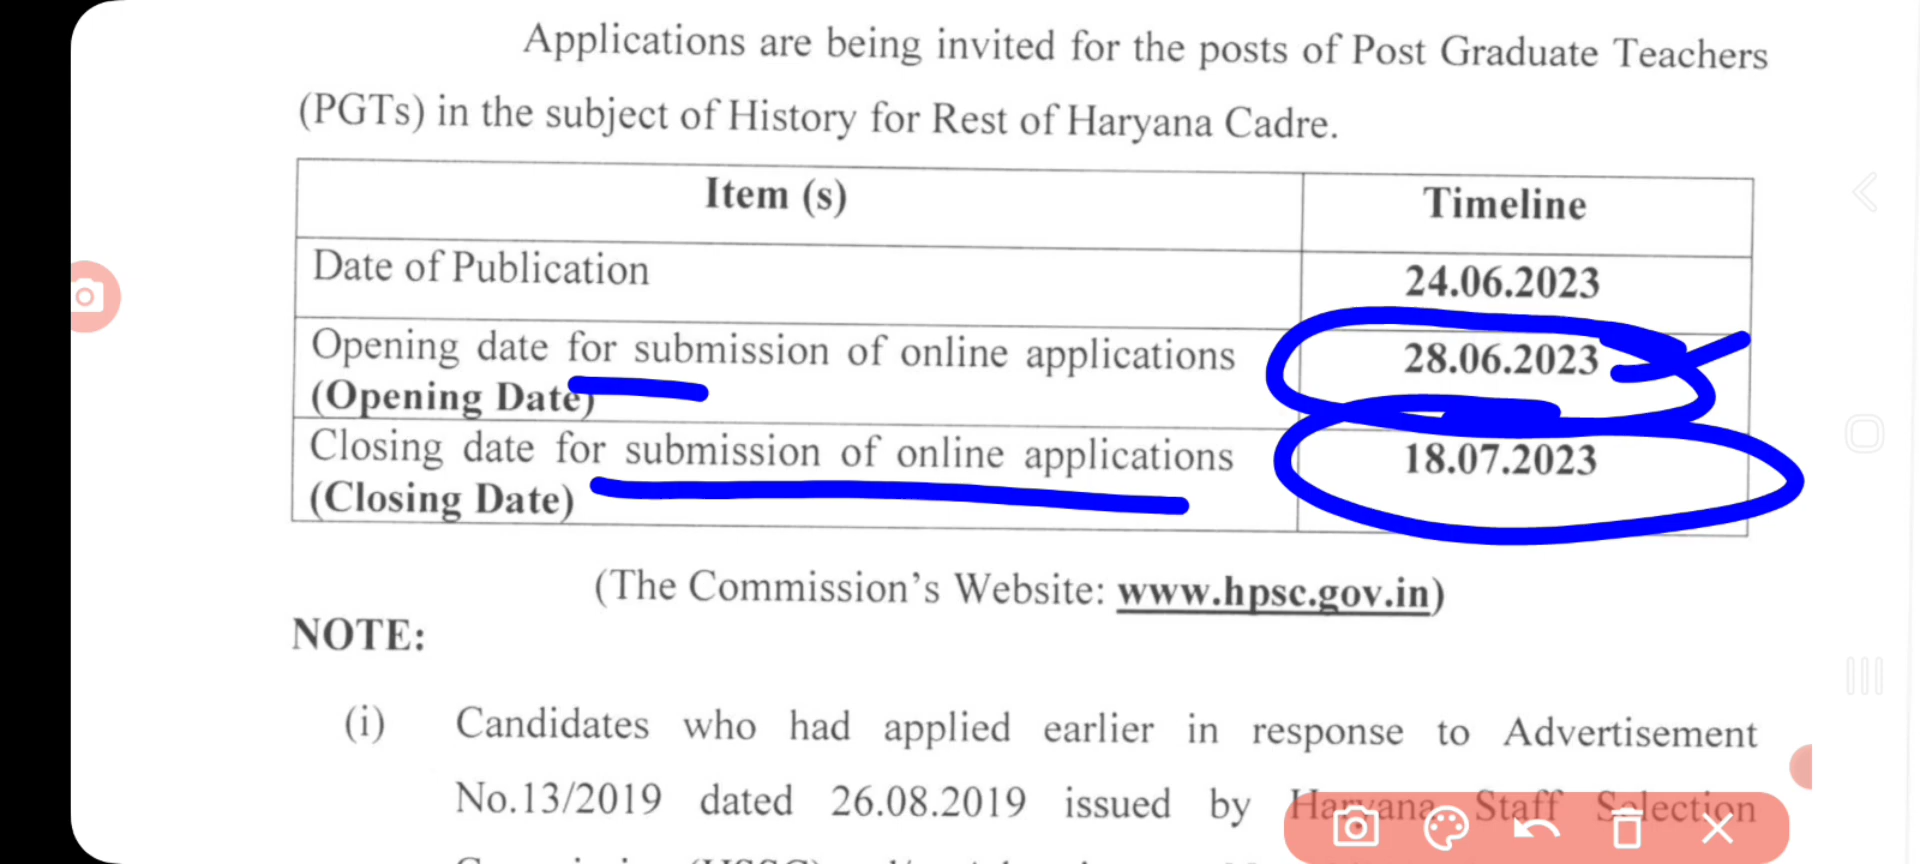 Applications are being invited for the posts of Post Graduate Teachers
(PGTs) in the subject of History for Rest of Haryana Cadre.
Item (s) Timeline
Date of Publication 24.06.2023
Opening date for submission of online applications 28.06.2023
(Opening Date)
Closing date for submission of online applications 18.07.2023
(Closing Date)
(The Commission's Website: www.hpsc.gov.in)
NOTE:
(i) Candidates who had applied earlier in response to Advertisement
No.13/2019 dated 26.08.2019 issued by Haryana Staff Selection